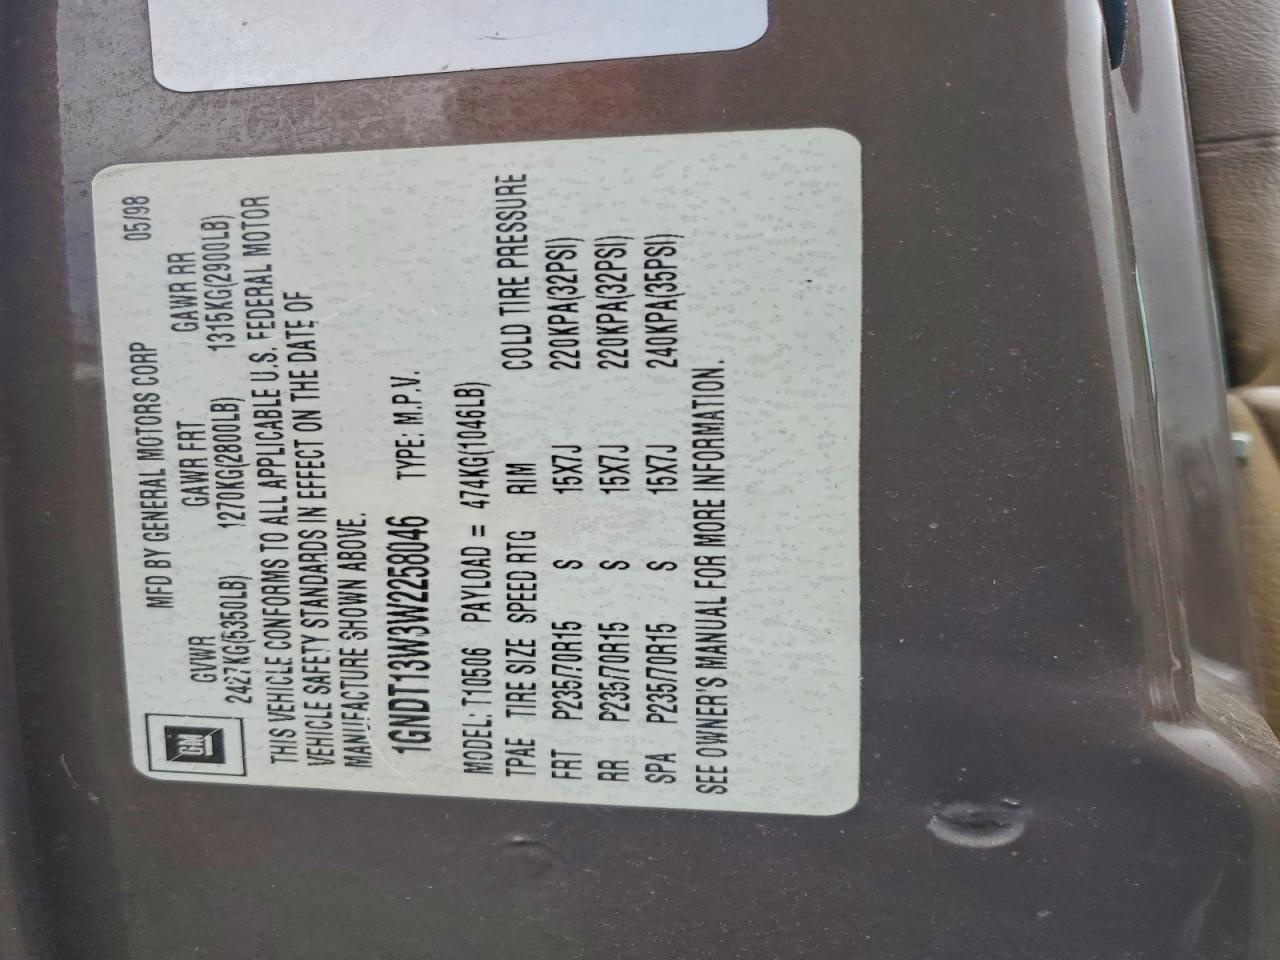 GM
MFD BY GENERAL MOTORS CORP 05/98
GVWR GAWR FRT GAWR RR
2427KG(5350LB) 1270KG(2800LB) 1315KG(2900LB)
THIS VEHICLE CONFORMS TO ALL APPLICABLE U.S. FEDERAL MOTOR
VEHICLE SAFETY STANDARDS IN EFFECT ON THE DATE OF
MANUFACTURE SHOWN ABOVE.
1GNDT13W3W2258046 TYPE: M.P.V.
MODEL: T10506 PAYLOAD = 474KG(1046LB)
TPAE TIRE SIZE SPEED RTG RIM COLD TIRE PRESSURE
FRT P235/70R15 S 15X7J 220KPA(32PSI)
RR P235/70R15 S 15X7J 220KPA(32PSI)
SPA P235/70R15 S 15X7J 240KPA(35PSI)
SEE OWNER'S MANUAL FOR MORE INFORMATION.